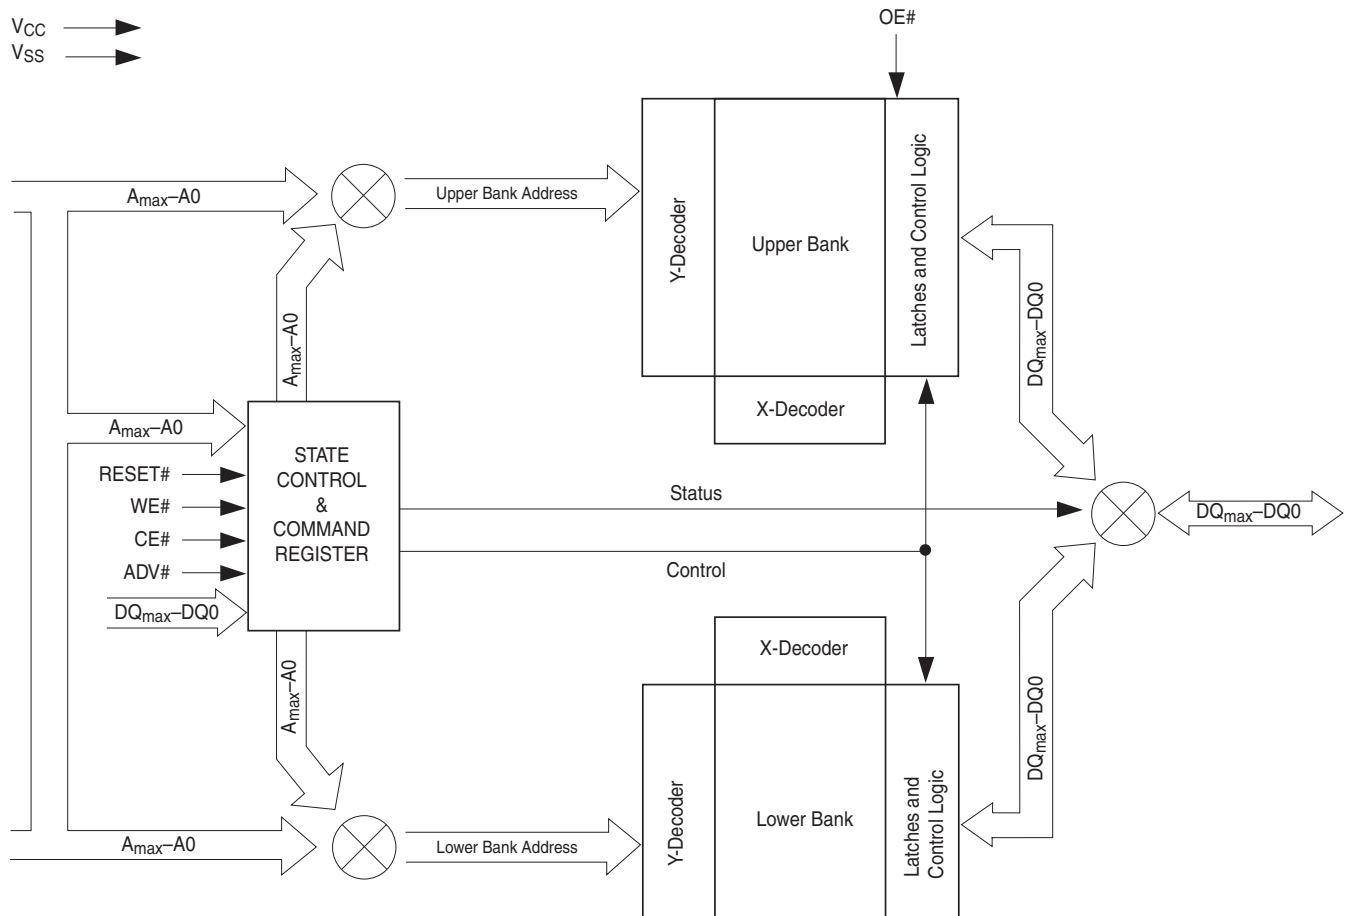 VCC
VSS
OE#
Amax–A0
Upper Bank Address
Y-Decoder
Upper Bank
Latches and Control Logic
X-Decoder
DQmax–DQ0
Amax–A0
Amax–A0
RESET#
WE#
CE#
ADV#
DQmax–DQ0
STATE
CONTROL
&
COMMAND
REGISTER
Status
Control
DQmax–DQ0
Amax–A0
X-Decoder
Y-Decoder
Lower Bank
Latches and
Control Logic
DQmax–DQ0
Amax–A0
Lower Bank Address